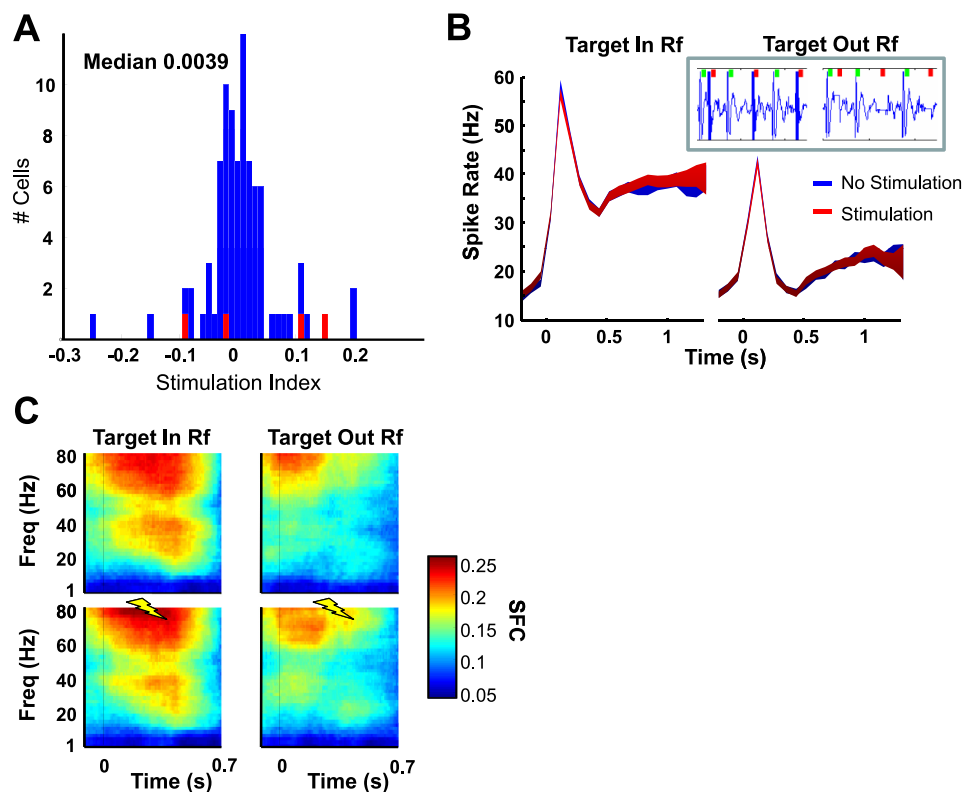 A
Median 0.0039
10
8
6
4
2
# Cells
-0.3 -0.2 -0.1 0 0.1 0.2
Stimulation Index
B
Target In Rf Target Out Rf
60
50
40
30
20
10
Spike Rate (Hz)
No Stimulation
Stimulation
0 1 0 1
Time (s)
C
Target In Rf Target Out Rf
80
60
40
20
1
Freq (Hz)
80
60
40
20
1
Freq (Hz)
0 0.7 0 0.7
Time (s) Time (s)
0.25
0.2
0.15
0.1
0.05
SFC